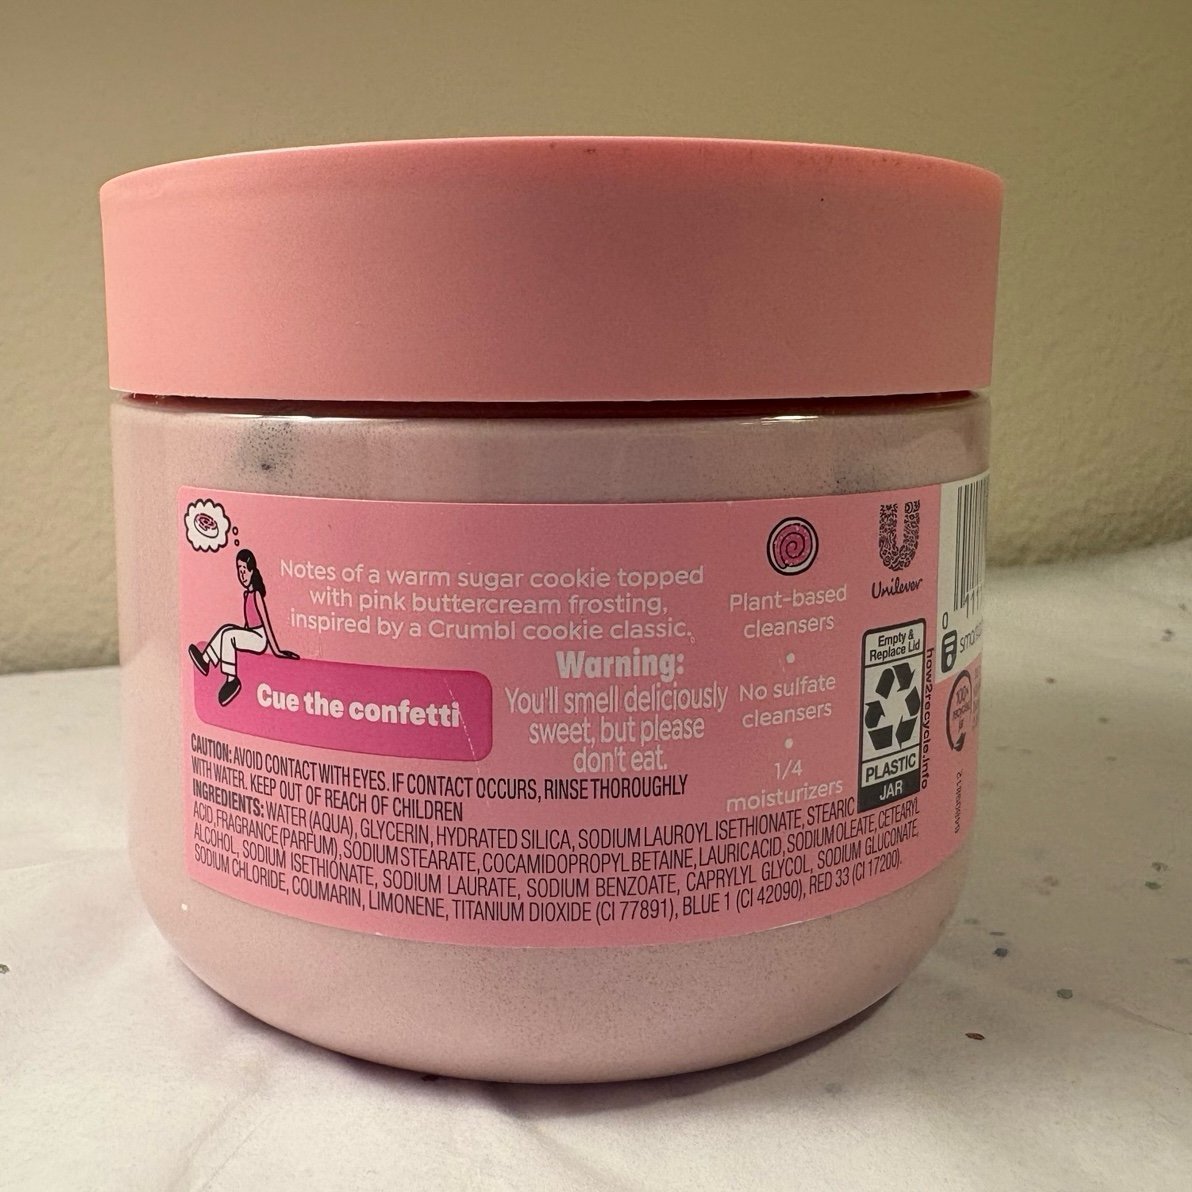 Notes of a warm sugar cookie topped
with pink buttercream frosting,
inspired by a Crumbl cookie classic.
Warning:
You'll smell deliciously
sweet, but please
don't eat.
Cue the confetti
Plant-based
cleansers
•
No sulfate
cleansers
•
1/4
moisturizers
Unilever
Empty &
Replace Lid
PLASTIC
JAR
how2recycle.info
CAUTION: AVOID CONTACT WITH EYES. IF CONTACT OCCURS, RINSE THOROUGHLY
WITH WATER. KEEP OUT OF REACH OF CHILDREN
INGREDIENTS: WATER (AQUA), GLYCERIN, HYDRATED SILICA, SODIUM LAUROYL ISETHIONATE, STEARIC
ACID, FRAGRANCE (PARFUM), SODIUM STEARATE, COCAMIDOPROPYL BETAINE, LAURIC ACID, SODIUM OLEATE, CETEARYL
ALCOHOL, SODIUM ISETHIONATE, SODIUM LAURATE, SODIUM BENZOATE, CAPRYLYL GLYCOL, SODIUM GLUCONATE,
SODIUM CHLORIDE, COUMARIN, LIMONENE, TITANIUM DIOXIDE (CI 77891), BLUE 1 (CI 42090), RED 33 (CI 17200).
0
100%